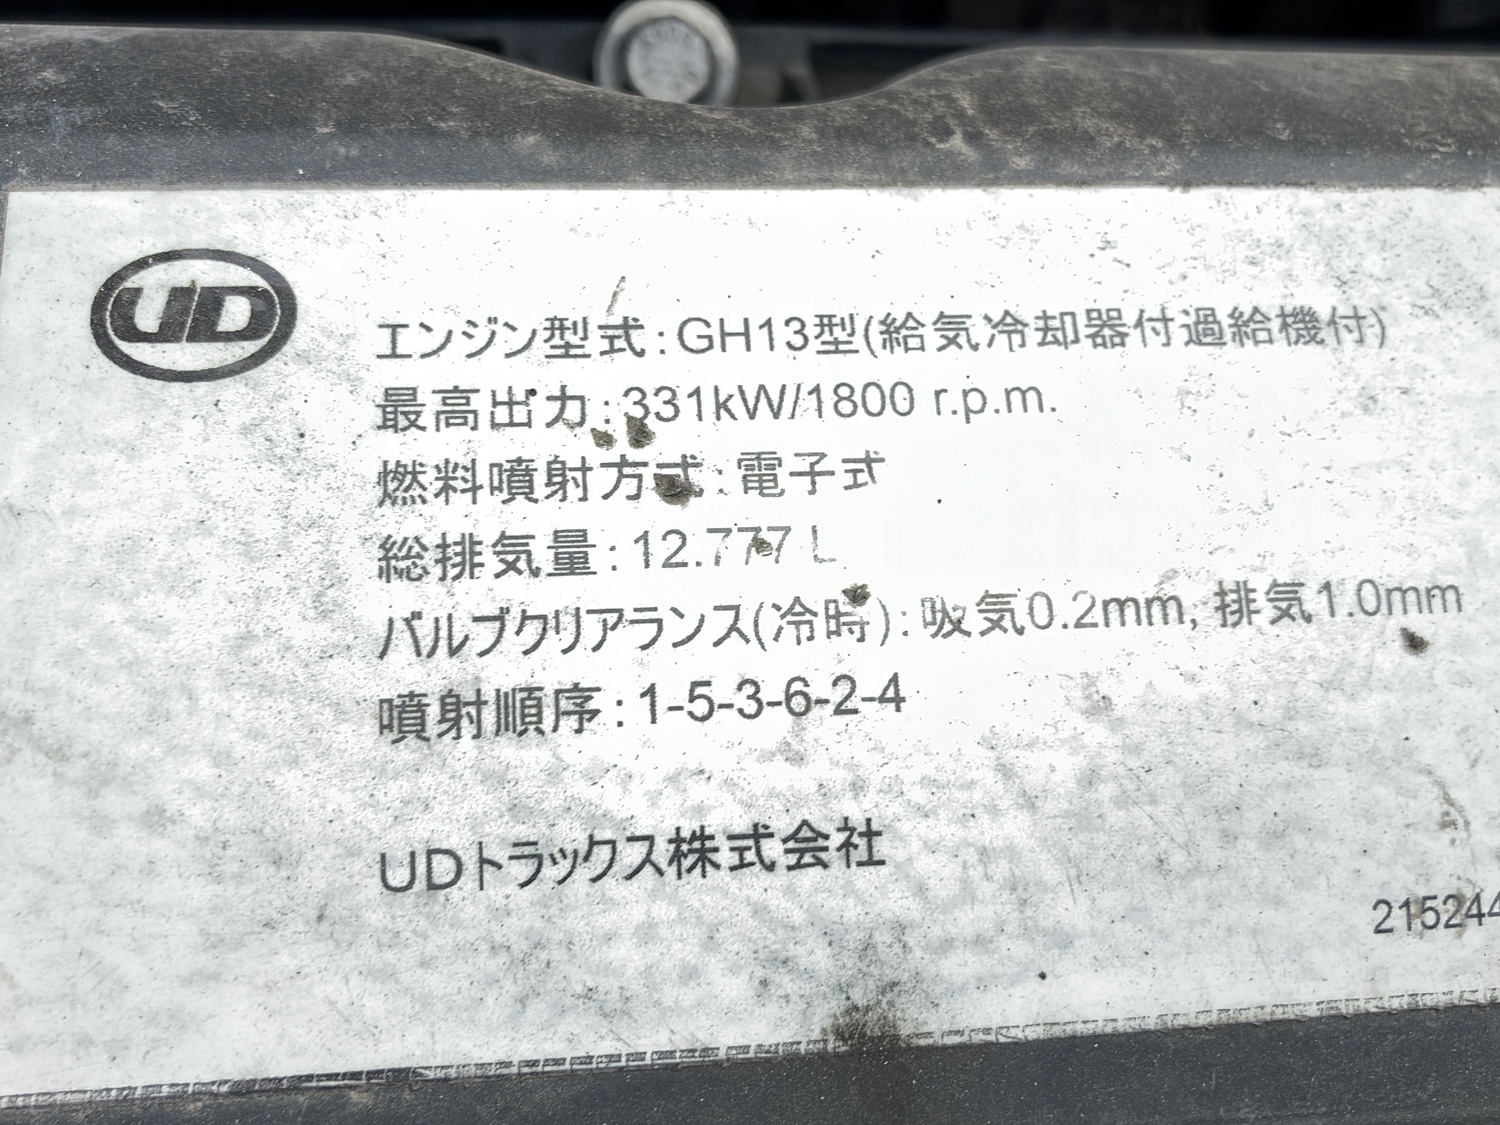 UD
エンジン型式:GH13型(給気冷却器付過給機付)
最高出力:331kW/1800 r.p.m.
燃料噴射方式:電子式
総排気量:12.777 L
バルブクリアランス(冷時):吸気0.2mm, 排気1.0mm
噴射順序:1-5-3-6-2-4
UDトラックス株式会社
215244